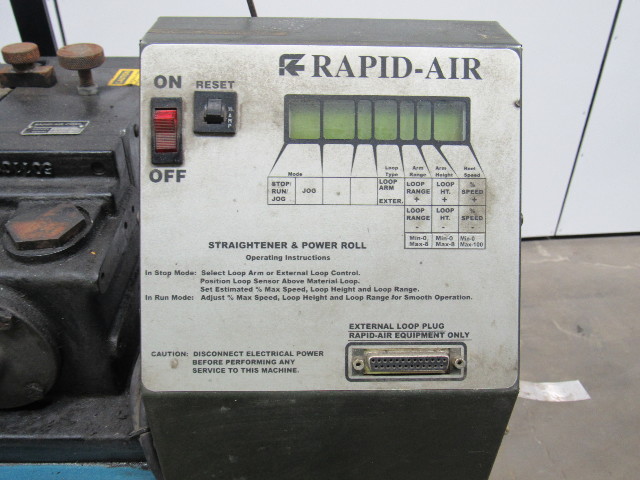 RAPID-AIR
ON
RESET
½ AMP
OFF
Mode
Loop Type
Arm Range
Arm Height
Reel Speed
STOP/ RUN/ JOG
JOG
LOOP ARM - EXTER.
LOOP RANGE +
LOOP HT. +
% SPEED +
LOOP RANGE -
LOOP HT. -
% SPEED -
Min-0, Max-8
Min-0, Max-8
Min-0 Max-100
STRAIGHTENER & POWER ROLL
Operating Instructions
In Stop Mode: Select Loop Arm or External Loop Control.
Position Loop Sensor Above Material Loop.
Set Estimated % Max Speed, Loop Height and Loop Range.
In Run Mode: Adjust % Max Speed, Loop Height and Loop Range for Smooth Operation.
EXTERNAL LOOP PLUG
RAPID-AIR EQUIPMENT ONLY
CAUTION: DISCONNECT ELECTRICAL POWER
BEFORE PERFORMING ANY
SERVICE TO THIS MACHINE.